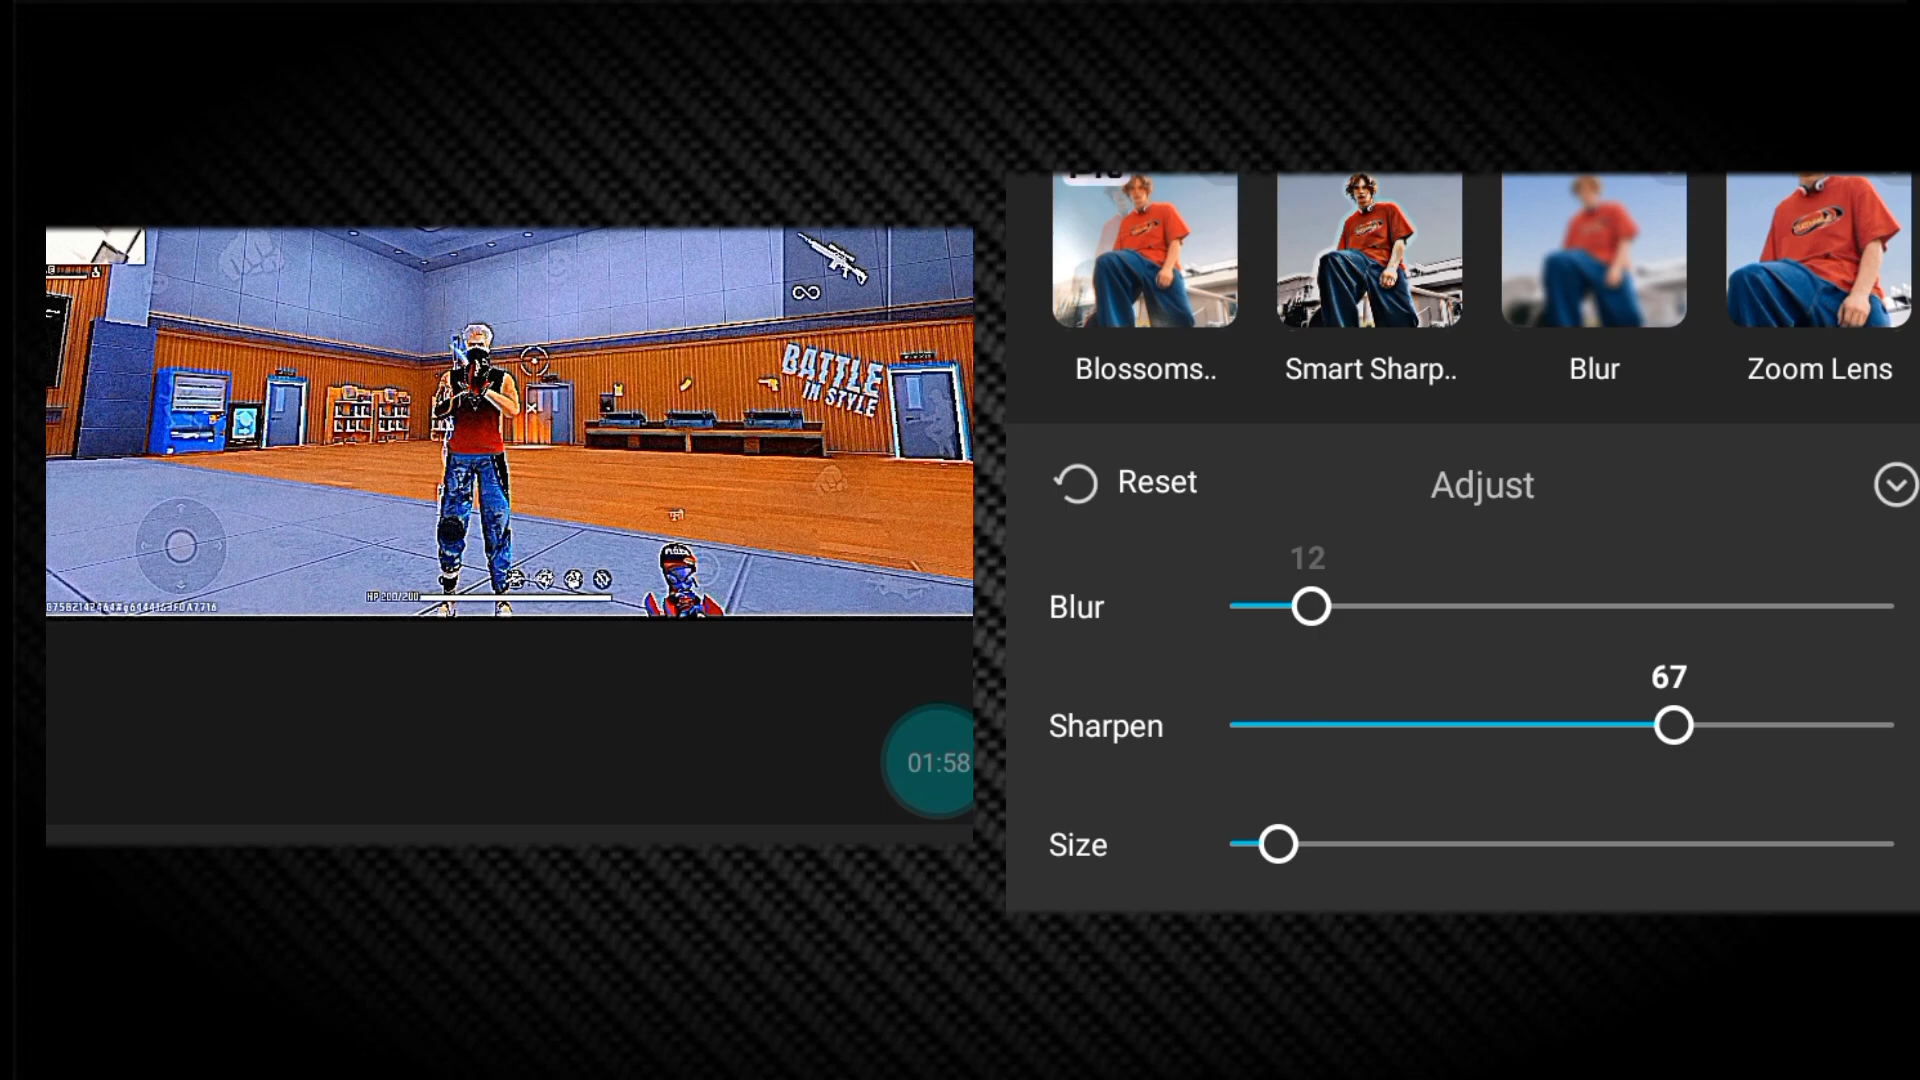 BATTLE
IN STYLE
HP 200/200
01:58
Blossoms..
Smart Sharp..
Blur
Zoom Lens
Reset
Adjust
12
Blur
67
Sharpen
Size